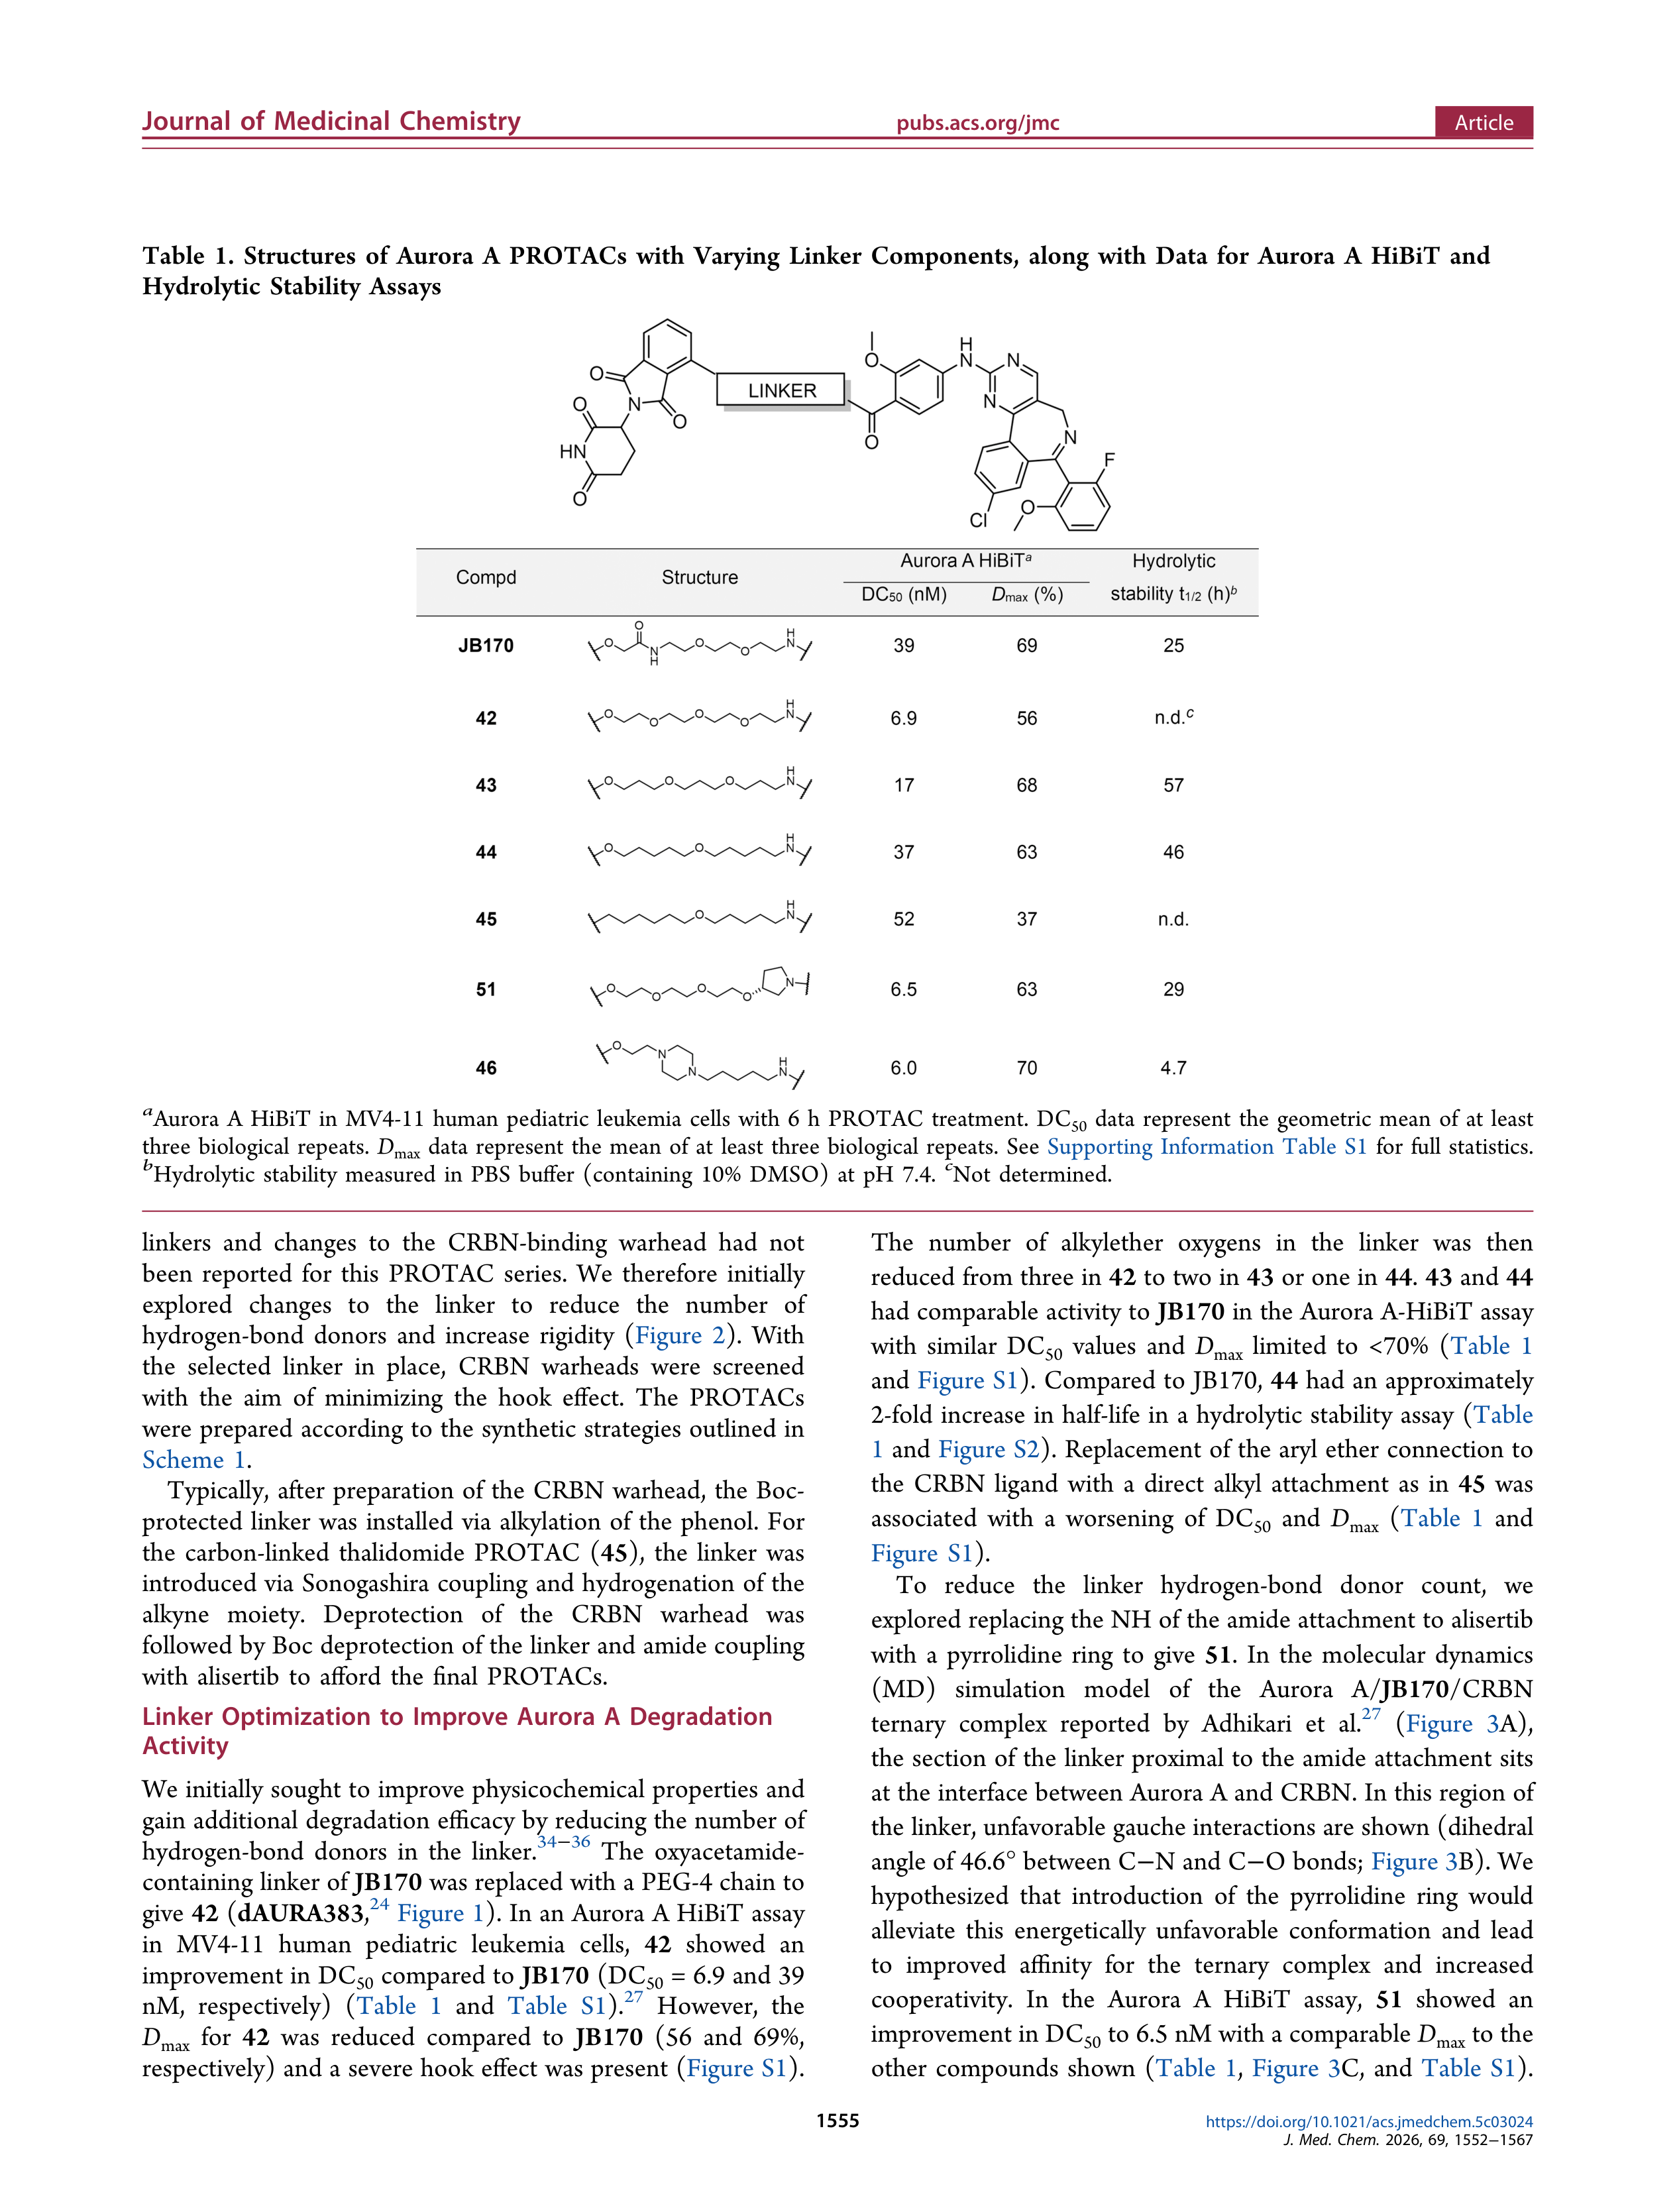 Journal of Medicinal Chemistry pubs.acs.org/jmc Article
Table 1. Structures of Aurora A PROTACs with Varying Linker Components, along with Data for Aurora A HiBiT and
Hydrolytic Stability Assays
O
O
N
O
O
HN
O
LINKER
O
O
H
N
N
N
N
F
O
Cl
Compd Structure Aurora A HiBiTᵃ Hydrolytic
DC₅₀ (nM) Dmax (%) stability t₁/₂ (h)ᵇ
JB170 O O N H O O H N 39 69 25
42 O O O O H N 6.9 56 n.d.ᶜ
43 O O O H N 17 68 57
44 O O H N 37 63 46
45 O H N 52 37 n.d.
51 O O O O N 6.5 63 29
46 O N N H N 6.0 70 4.7
ᵃAurora A HiBiT in MV4-11 human pediatric leukemia cells with 6 h PROTAC treatment. DC₅₀ data represent the geometric mean of at least
three biological repeats. Dmax data represent the mean of at least three biological repeats. See Supporting Information Table S1 for full statistics.
ᵇHydrolytic stability measured in PBS buffer (containing 10% DMSO) at pH 7.4. ᶜNot determined.
linkers and changes to the CRBN-binding warhead had not
been reported for this PROTAC series. We therefore initially
explored changes to the linker to reduce the number of
hydrogen-bond donors and increase rigidity (Figure 2). With
the selected linker in place, CRBN warheads were screened
with the aim of minimizing the hook effect. The PROTACs
were prepared according to the synthetic strategies outlined in
Scheme 1.
Typically, after preparation of the CRBN warhead, the Boc-
protected linker was installed via alkylation of the phenol. For
the carbon-linked thalidomide PROTAC (45), the linker was
introduced via Sonogashira coupling and hydrogenation of the
alkyne moiety. Deprotection of the CRBN warhead was
followed by Boc deprotection of the linker and amide coupling
with alisertib to afford the final PROTACs.
Linker Optimization to Improve Aurora A Degradation
Activity
We initially sought to improve physicochemical properties and
gain additional degradation efficacy by reducing the number of
hydrogen-bond donors in the linker.³⁴⁻³⁶ The oxyacetamide-
containing linker of JB170 was replaced with a PEG-4 chain to
give 42 (dAURA383,²⁴ Figure 1). In an Aurora A HiBiT assay
in MV4-11 human pediatric leukemia cells, 42 showed an
improvement in DC₅₀ compared to JB170 (DC₅₀ = 6.9 and 39
nM, respectively) (Table 1 and Table S1).²⁷ However, the
Dmax for 42 was reduced compared to JB170 (56 and 69%,
respectively) and a severe hook effect was present (Figure S1).
The number of alkylether oxygens in the linker was then
reduced from three in 42 to two in 43 or one in 44. 43 and 44
had comparable activity to JB170 in the Aurora A-HiBiT assay
with similar DC₅₀ values and Dmax limited to <70% (Table 1
and Figure S1). Compared to JB170, 44 had an approximately
2-fold increase in half-life in a hydrolytic stability assay (Table
1 and Figure S2). Replacement of the aryl ether connection to
the CRBN ligand with a direct alkyl attachment as in 45 was
associated with a worsening of DC₅₀ and Dmax (Table 1 and
Figure S1).
To reduce the linker hydrogen-bond donor count, we
explored replacing the NH of the amide attachment to alisertib
with a pyrrolidine ring to give 51. In the molecular dynamics
(MD) simulation model of the Aurora A/JB170/CRBN
ternary complex reported by Adhikari et al.²⁷ (Figure 3A),
the section of the linker proximal to the amide attachment sits
at the interface between Aurora A and CRBN. In this region of
the linker, unfavorable gauche interactions are shown (dihedral
angle of 46.6° between C−N and C−O bonds; Figure 3B). We
hypothesized that introduction of the pyrrolidine ring would
alleviate this energetically unfavorable conformation and lead
to improved affinity for the ternary complex and increased
cooperativity. In the Aurora A HiBiT assay, 51 showed an
improvement in DC₅₀ to 6.5 nM with a comparable Dmax to the
other compounds shown (Table 1, Figure 3C, and Table S1).
1555
https://doi.org/10.1021/acs.jmedchem.5c03024
J. Med. Chem. 2026, 69, 1552−1567